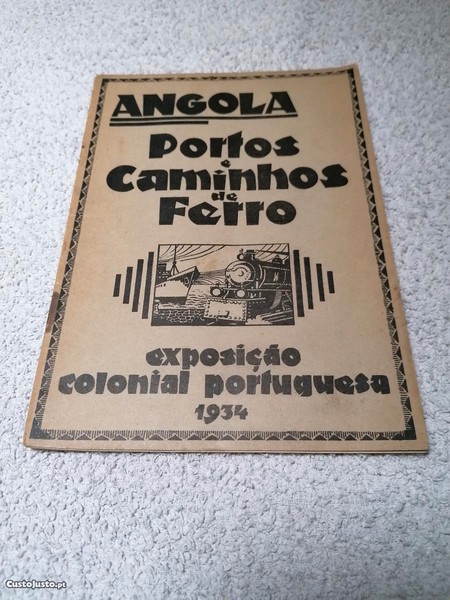 ANGOLA
Portos
e
Caminhos
de
Ferro
exposição
colonial portuguesa
1934
CustoJusto.pt